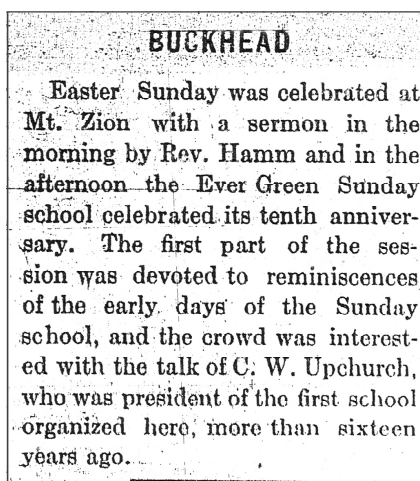 BUCKHEAD
Easter Sunday was celebrated at
Mt. Zion with a sermon in the
morning by Rev. Hamm and in the
afternoon the Ever Green Sunday
school celebrated its tenth anniver-
sary. The first part of the ses-
sion was devoted to reminiscences
of the early days of the Sunday
school, and the crowd was interest-
ed with the talk of C. W. Upchurch,
who was president of the first school
organized here, more than sixteen
years ago.